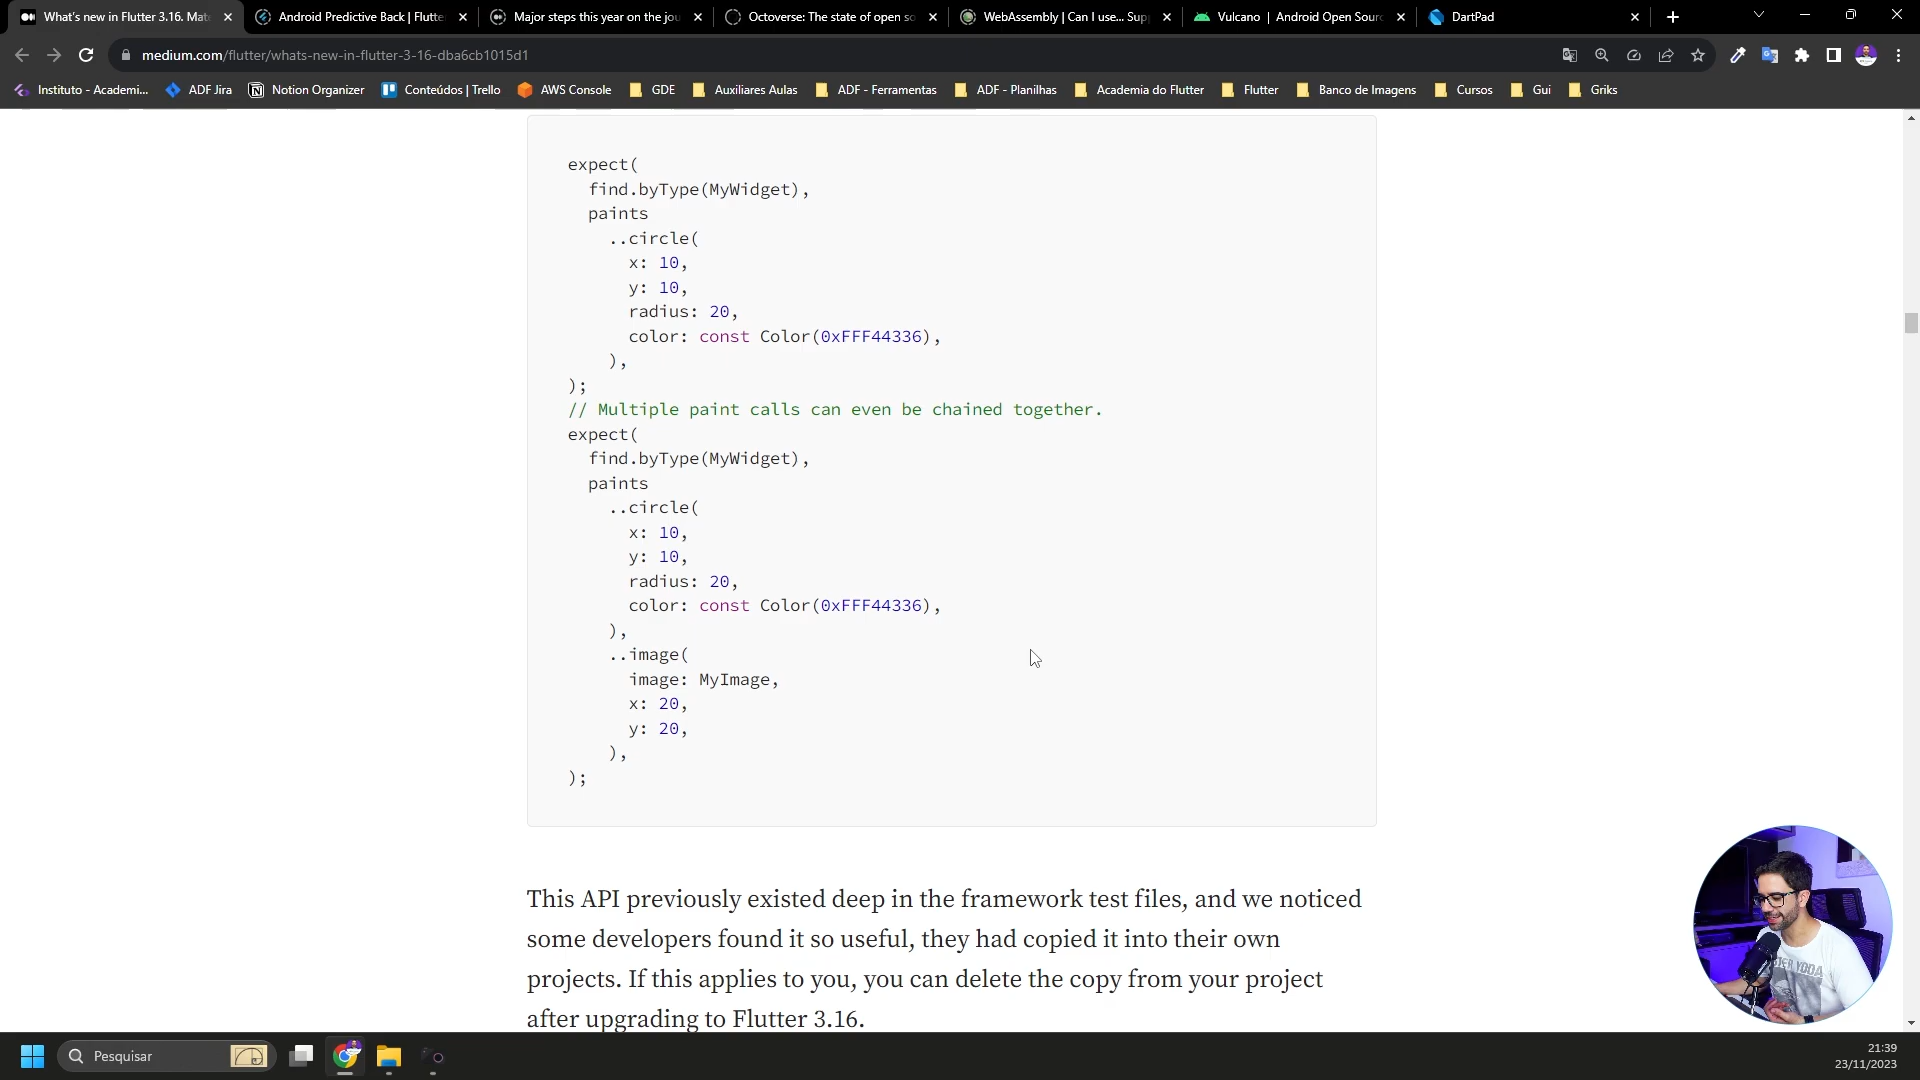 What's new in Flutter 3.16. Mat
Android Predictive Back | Flutte
Major steps this year on the jou
Octoverse: The state of open so
WebAssembly | Can I use... Supp
Vulcano | Android Open Sourc
DartPad
medium.com/flutter/whats-new-in-flutter-3-16-dba6cb1015d1
Instituto - Academi...
ADF Jira
Notion Organizer
Conteúdos | Trello
AWS Console
GDE
Auxiliares Aulas
ADF - Ferramentas
ADF - Planilhas
Academia do Flutter
Flutter
Banco de Imagens
Cursos
Gui
Griks
expect(
find.byType(MyWidget),
paints
..circle(
x: 10,
y: 10,
radius: 20,
color: const Color(0xFFF44336),
),
);
// Multiple paint calls can even be chained together.
expect(
find.byType(MyWidget),
paints
..circle(
x: 10,
y: 10,
radius: 20,
color: const Color(0xFFF44336),
),
..image(
image: MyImage,
x: 20,
y: 20,
),
);
This API previously existed deep in the framework test files, and we noticed
some developers found it so useful, they had copied it into their own
projects. If this applies to you, you can delete the copy from your project
after upgrading to Flutter 3.16.
Pesquisar
21:39
23/11/2023